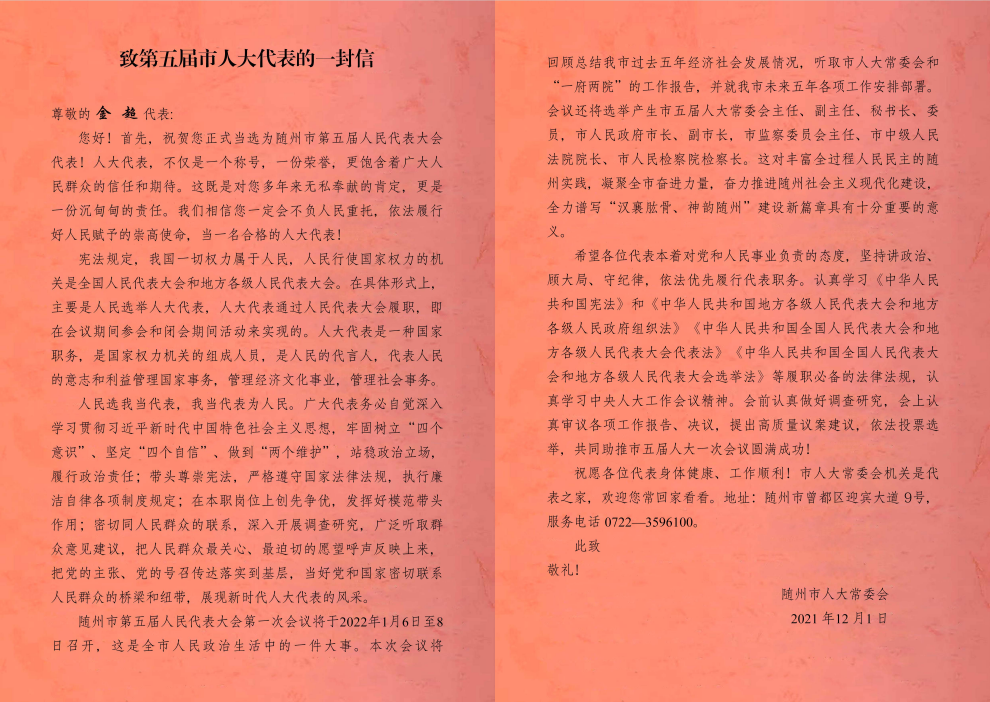 致第五届市人大代表的一封信
尊敬的 金 超 代表:
您好! 首先，祝贺您正式当选为随州市第五届人民代表大会
代表! 人大代表，不仅是一个称号，一份荣誉，更饱含着广大人
民群众的信任和期待。这既是对您多年来无私奉献的肯定，更是
一份沉甸甸的责任。我们相信您一定会不负人民重托，依法履行
好人民赋予的崇高使命，当一名合格的人大代表!
宪法规定，我国一切权力属于人民，人民行使国家权力的机
关是全国人民代表大会和地方各级人民代表大会。在具体形式上，
主要是人民选举人大代表，人大代表通过人民代表大会履职，即
在会议期间参会和闭会期间活动来实现的。人大代表是一种国家
职务，是国家权力机关的组成人员，是人民的代言人，代表人民
的意志和利益管理国家事务，管理经济文化事业，管理社会事务。
人民选我当代表，我当代表为人民。广大代表务必自觉深入
学习贯彻习近平新时代中国特色社会主义思想，牢固树立“四个
意识”、坚定“四个自信”、做到“两个维护”，站稳政治立场，
履行政治责任; 带头尊崇宪法，严格遵守国家法律法规，执行廉
洁自律各项制度规定; 在本职岗位上创先争优，发挥好模范带头
作用; 密切同人民群众的联系，深入开展调查研究，广泛听取群
众意见建议，把人民群众最关心、最迫切的愿望呼声反映上来，
把党的主张、党的号召传达落实到基层，当好党和国家密切联系
人民群众的桥梁和纽带，展现新时代人大代表的风采。
随州市第五届人民代表大会第一次会议将于2022年1月6日至8
日召开，这是全市人民政治生活中的一件大事。本次会议将
回顾总结我市过去五年经济社会发展情况，听取市人大常委会和
“一府两院”的工作报告，并就我市未来五年各项工作安排部署。
会议还将选举产生市五届人大常委会主任、副主任、秘书长、委
员，市人民政府市长、副市长，市监察委员会主任、市中级人民
法院院长、市人民检察院检察长。这对丰富全过程人民民主的随
州实践，凝聚全市奋进力量，奋力推进随州社会主义现代化建设，
全力谱写“汉襄肱骨、神韵随州”建设新篇章具有十分重要的意
义。
希望各位代表本着对党和人民事业负责的态度，坚持讲政治、
顾大局、守纪律，依法优先履行代表职务。认真学习《中华人民
共和国宪法》和《中华人民共和国地方各级人民代表大会和地方
各级人民政府组织法》《中华人民共和国全国人民代表大会和地
方各级人民代表大会代表法》《中华人民共和国全国人民代表大
会和地方各级人民代表大会选举法》等履职必备的法律法规，认
真学习中央人大工作会议精神。会前认真做好调查研究，会上认
真审议各项工作报告、决议，提出高质量议案建议，依法投票选
举，共同助推市五届人大一次会议圆满成功!
祝愿各位代表身体健康、工作顺利! 市人大常委会机关是代
表之家，欢迎您常回家看看。地址: 随州市曾都区迎宾大道 9号，
服务电话 0722—3596100。
此致
敬礼!
随州市人大常委会
2021 年12 月1 日